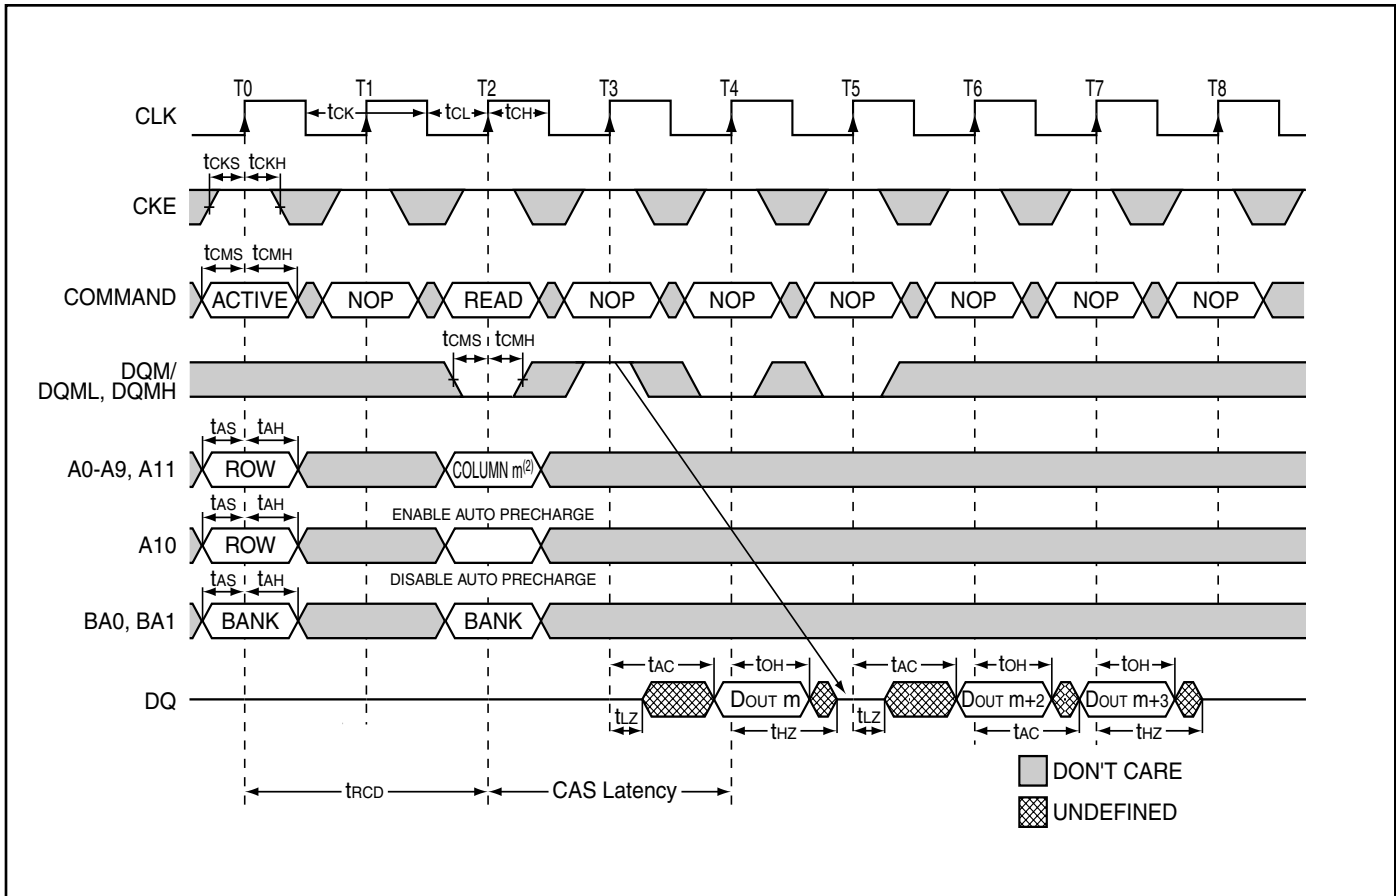 T0 T1 T2 T3 T4 T5 T6 T7 T8
CLK tCK tCL tCH
tCKS tCKH
CKE
tCMS tCMH
COMMAND ACTIVE NOP READ NOP NOP NOP NOP NOP NOP
tCMS tCMH
DQM/
DQML, DQMH
tAS tAH
A0-A9, A11 ROW COLUMN m(2)
tAS tAH ENABLE AUTO PRECHARGE
A10 ROW
tAS tAH DISABLE AUTO PRECHARGE
BA0, BA1 BANK BANK
tAC tOH tAC tOH tOH
DQ DOUT m DOUT m+2 DOUT m+3
tLZ tHZ tLZ tAC tHZ
DON'T CARE
tRCD CAS Latency
UNDEFINED